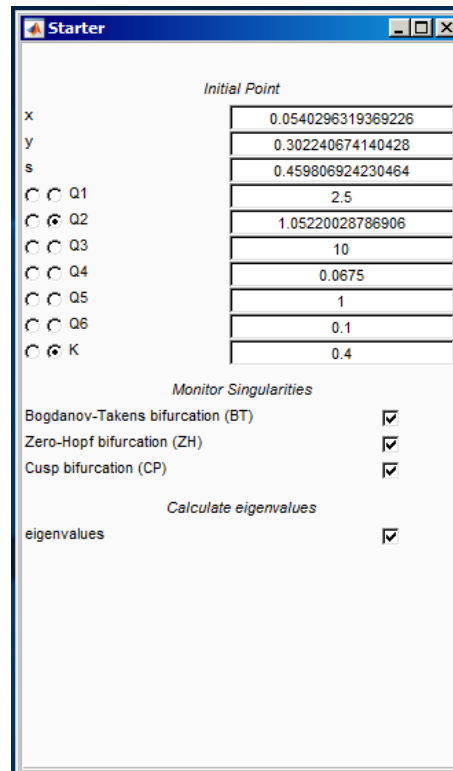 Starter
Initial Point
x 0.0540296319369226
y 0.302240674140428
s 0.459806924230464
Q1 2.5
Q2 1.05220028786906
Q3 10
Q4 0.0675
Q5 1
Q6 0.1
K 0.4
Monitor Singularities
Bogdanov-Takens bifurcation (BT)
Zero-Hopf bifurcation (ZH)
Cusp bifurcation (CP)
Calculate eigenvalues
eigenvalues